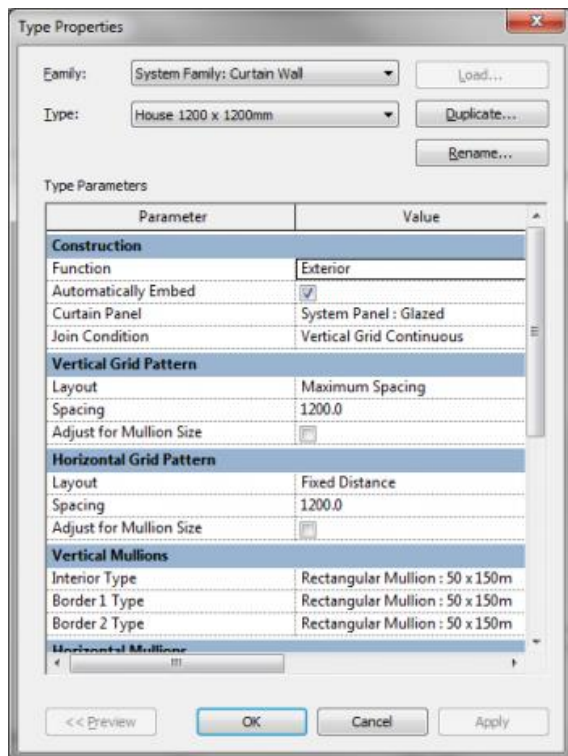 Type Properties
Family: System Family: Curtain Wall Load...
Type: House 1200 x 1200mm Duplicate...
Rename...
Type Parameters
Parameter Value
Construction
Function Exterior
Automatically Embed
Curtain Panel System Panel : Glazed
Join Condition Vertical Grid Continuous
Vertical Grid Pattern
Layout Maximum Spacing
Spacing 1200.0
Adjust for Mullion Size
Horizontal Grid Pattern
Layout Fixed Distance
Spacing 1200.0
Adjust for Mullion Size
Vertical Mullions
Interior Type Rectangular Mullion : 50 x 150m
Border 1 Type Rectangular Mullion : 50 x 150m
Border 2 Type Rectangular Mullion : 50 x 150m
Horizontal Mullions
<< Preview OK Cancel Apply